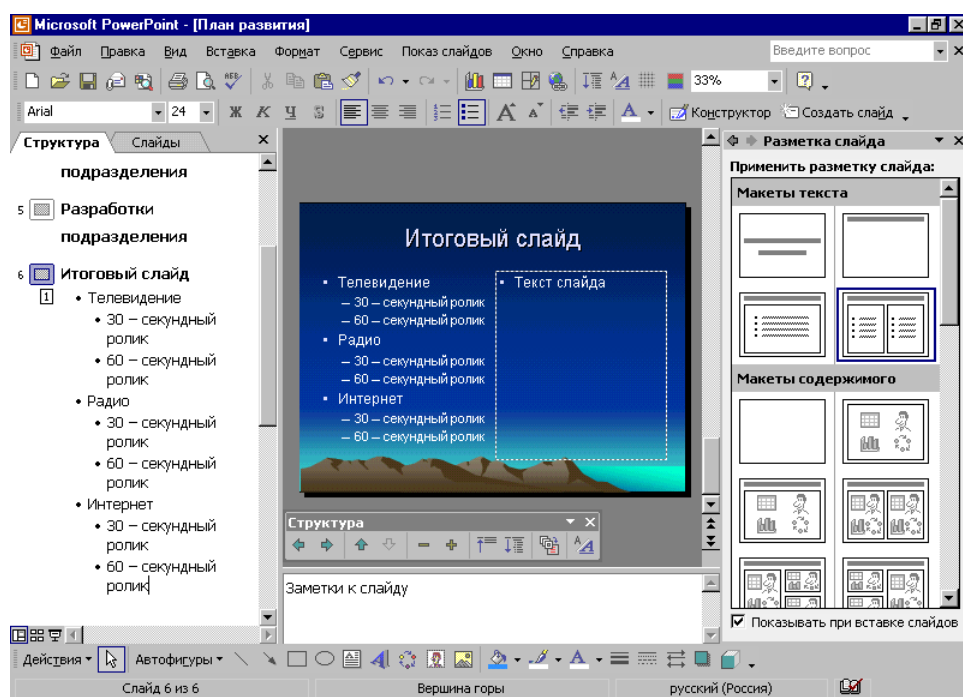 Microsoft PowerPoint - [План развития]
Файл Правка Вид Вставка Формат Сервис Показ слайдов Окно Справка Введите вопрос
33%
Arial 24 Ж К Ч S Конструктор Создать слайд
Структура Слайды
подразделения
5 Разработки
подразделения
6 Итоговый слайд
1 • Телевидение
• 30 – секундный
ролик
• 60 – секундный
ролик
• Радио
• 30 – секундный
ролик
• 60 – секундный
ролик
• Интернет
• 30 – секундный
ролик
• 60 – секундный
ролик
Итоговый слайд
• Телевидение
– 30 – секундный ролик
– 60 – секундный ролик
• Радио
– 30 – секундный ролик
– 60 – секундный ролик
• Интернет
– 30 – секундный ролик
– 60 – секундный ролик
• Текст слайда
Структура
Заметки к слайду
Разметка слайда
Применить разметку слайда:
Макеты текста
Макеты содержимого
Показывать при вставке слайдов
Действия Автофигуры
Слайд 6 из 6 Вершина горы русский (Россия)